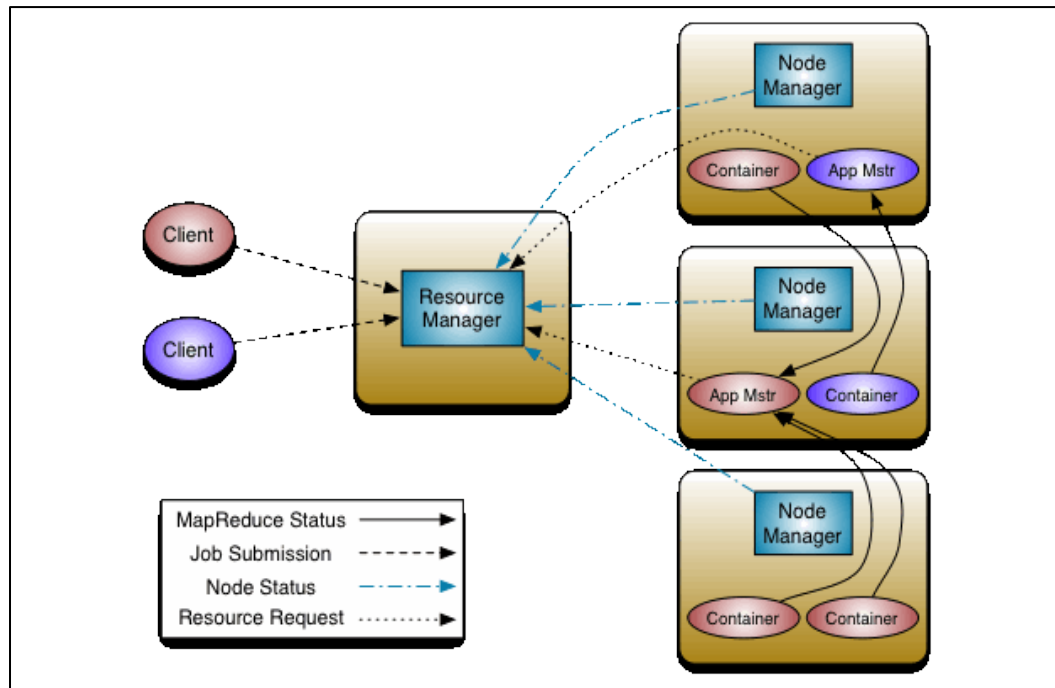 Client
Client
Resource
Manager
Node
Manager
Container
App Mstr
Node
Manager
App Mstr
Container
Node
Manager
Container
Container
MapReduce Status
Job Submission
Node Status
Resource Request